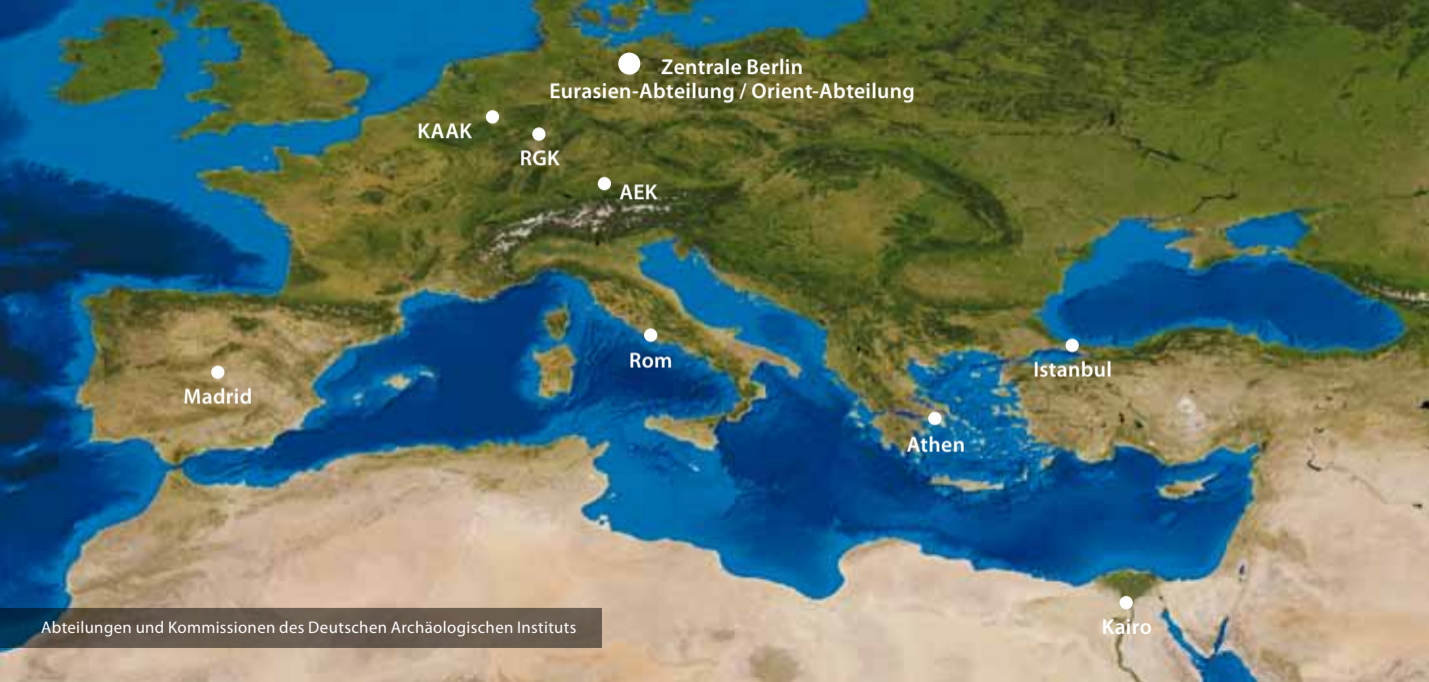 Zentrale Berlin
Eurasien-Abteilung / Orient-Abteilung
KAAK
RGK
AEK
Rom
Istanbul
Madrid
Athen
Kairo
Abteilungen und Kommissionen des Deutschen Archäologischen Instituts